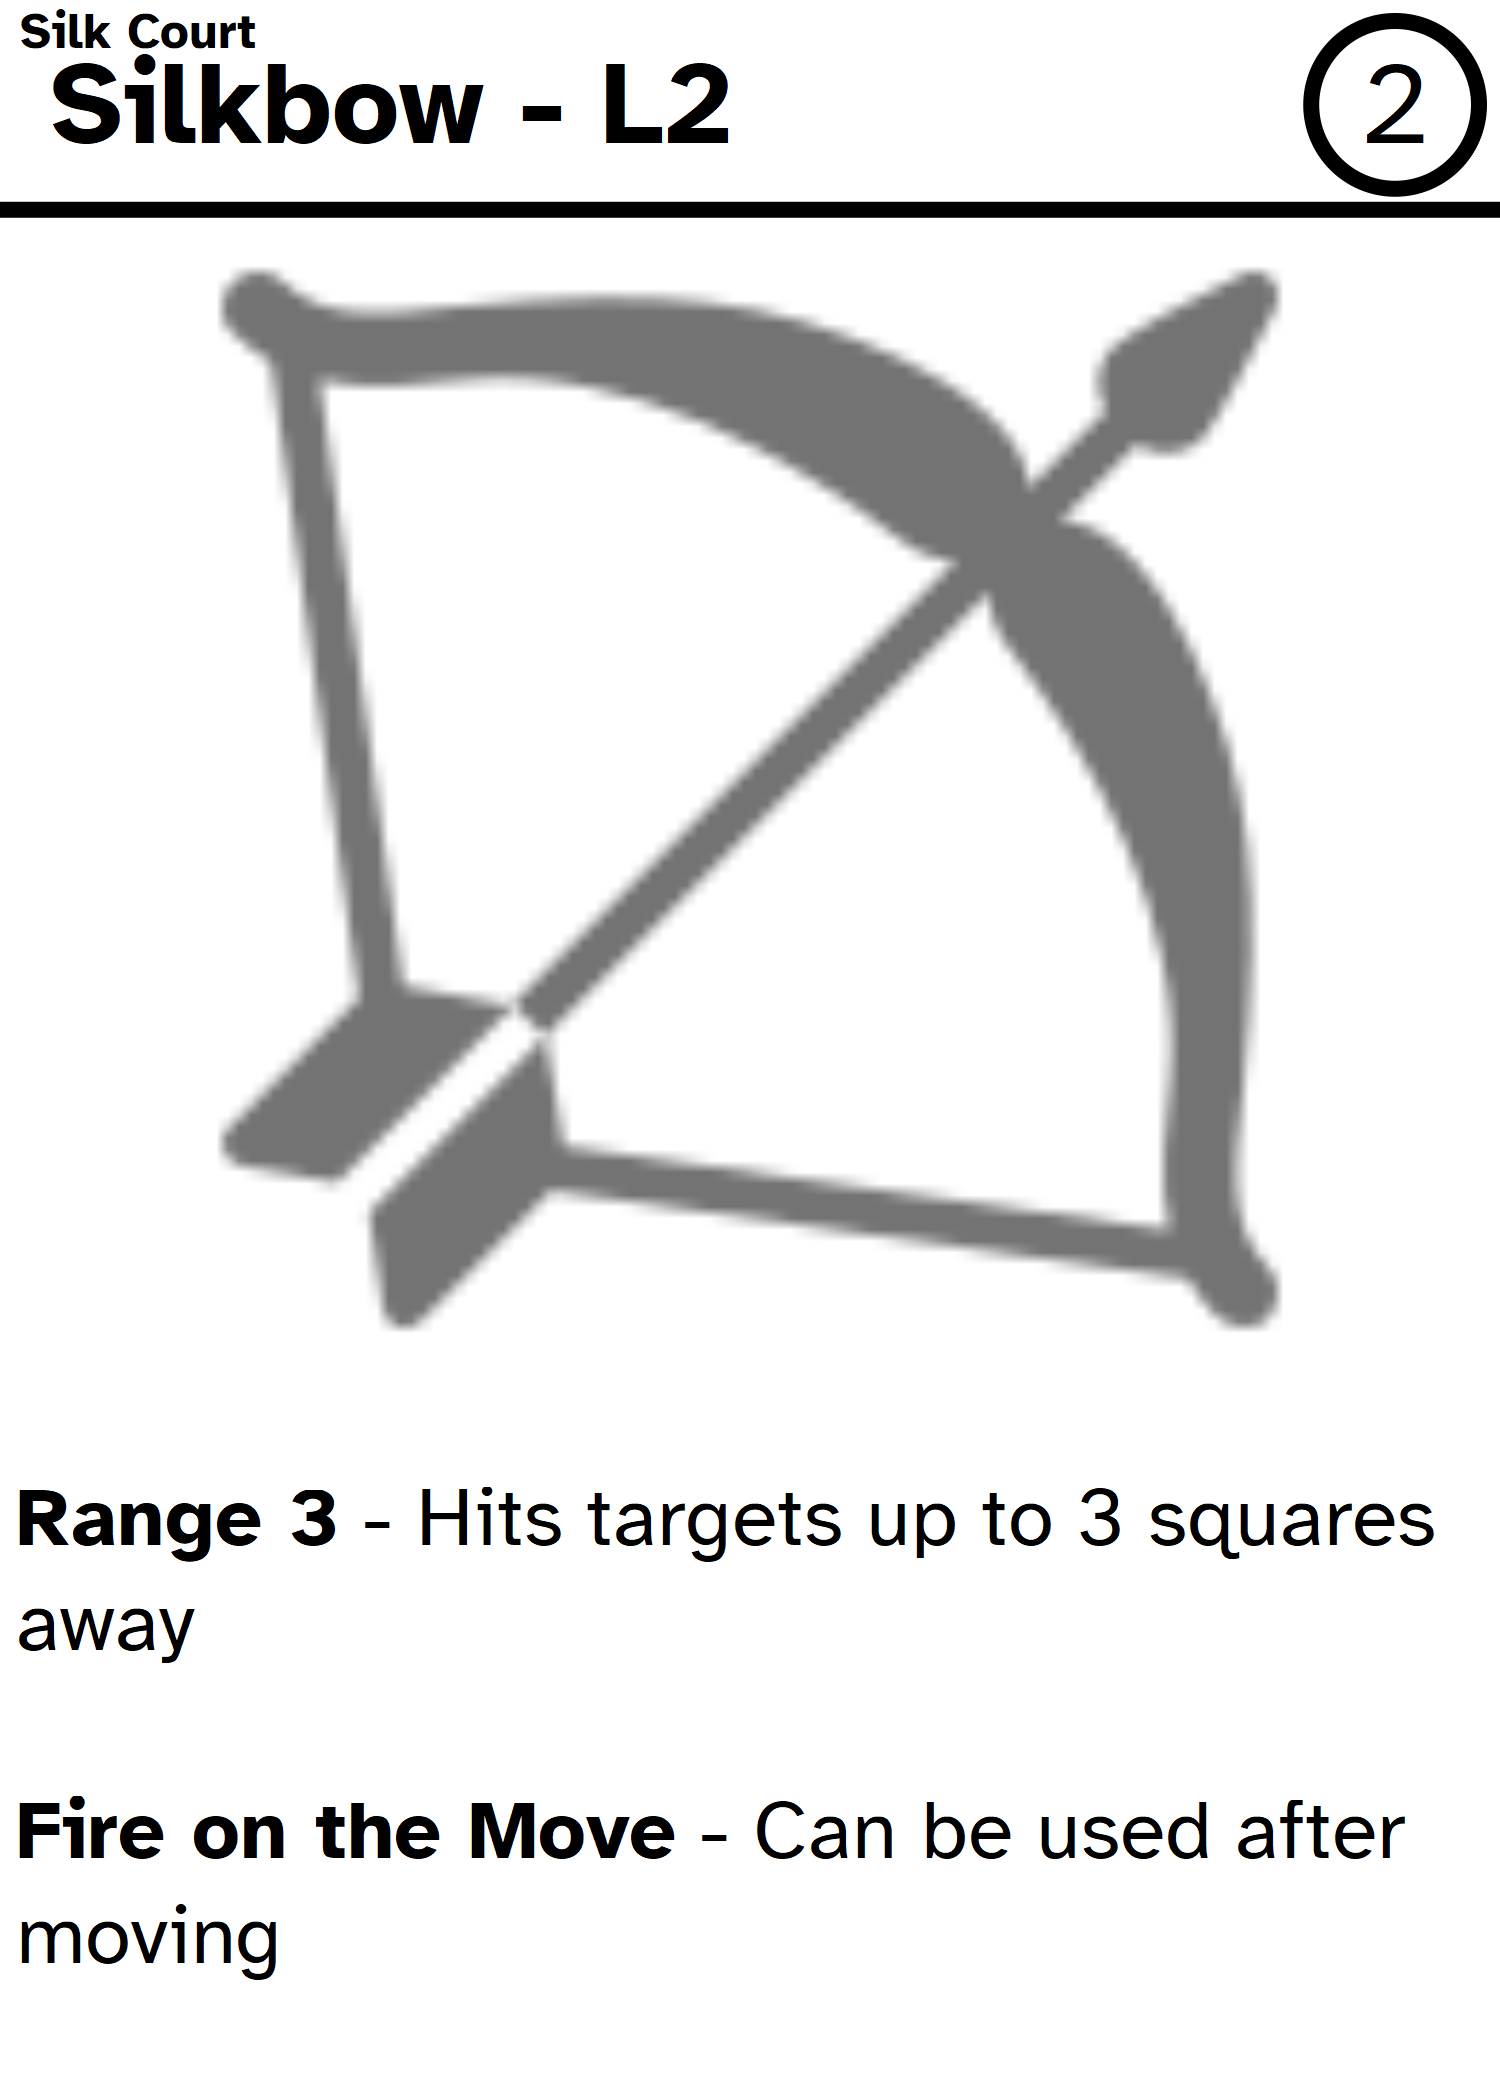 Silk Court
Silkbow - L2
2
Range 3 - Hits targets up to 3 squares
away
Fire on the Move - Can be used after
moving